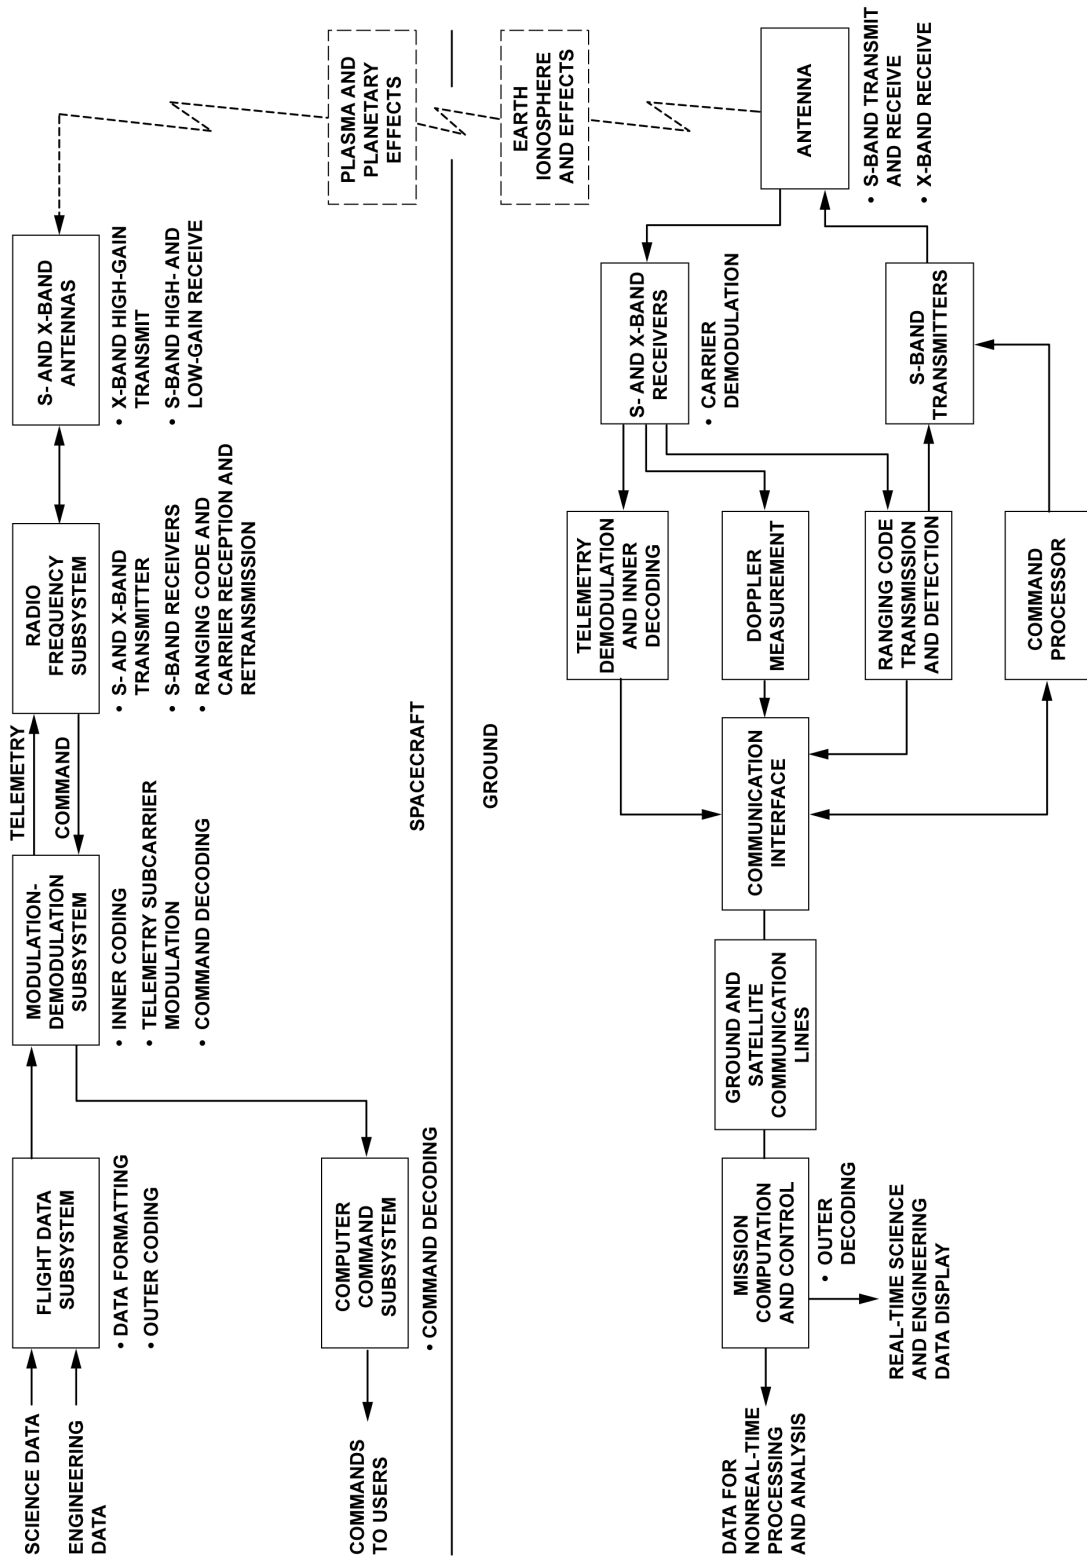 SCIENCE DATA
ENGINEERING
DATA
FLIGHT DATA
SUBSYSTEM
• DATA FORMATTING
• OUTER CODING
MODULATION-
DEMODULATION
SUBSYSTEM
• INNER CODING
• TELEMETRY SUBCARRIER
MODULATION
• COMMAND DECODING
TELEMETRY
COMMAND
RADIO
FREQUENCY
SUBSYSTEM
• S- AND X-BAND
TRANSMITTER
• S-BAND RECEIVERS
• RANGING CODE AND
CARRIER RECEPTION AND
RETRANSMISSION
S- AND X-BAND
ANTENNAS
• X-BAND HIGH-GAIN
TRANSMIT
• S-BAND HIGH- AND
LOW-GAIN RECEIVE
COMMANDS
TO USERS
COMPUTER
COMMAND
SUBSYSTEM
• COMMAND DECODING
PLASMA AND
PLANETARY
EFFECTS
SPACECRAFT
GROUND
EARTH
IONOSPHERE
AND EFFECTS
DATA FOR
NONREAL-TIME
PROCESSING
AND ANALYSIS
MISSION
COMPUTATION
AND CONTROL
• OUTER
DECODING
REAL-TIME SCIENCE
AND ENGINEERING
DATA DISPLAY
GROUND AND
SATELLITE
COMMUNICATION
LINES
COMMUNICATION
INTERFACE
TELEMETRY
DEMODULATION
AND INNER
DECODING
DOPPLER
MEASUREMENT
RANGING CODE
TRANSMISSION
AND DETECTION
COMMAND
PROCESSOR
S- AND X-BAND
RECEIVERS
• CARRIER
DEMODULATION
S-BAND
TRANSMITTERS
ANTENNA
• S-BAND TRANSMIT
AND RECEIVE
• X-BAND RECEIVE